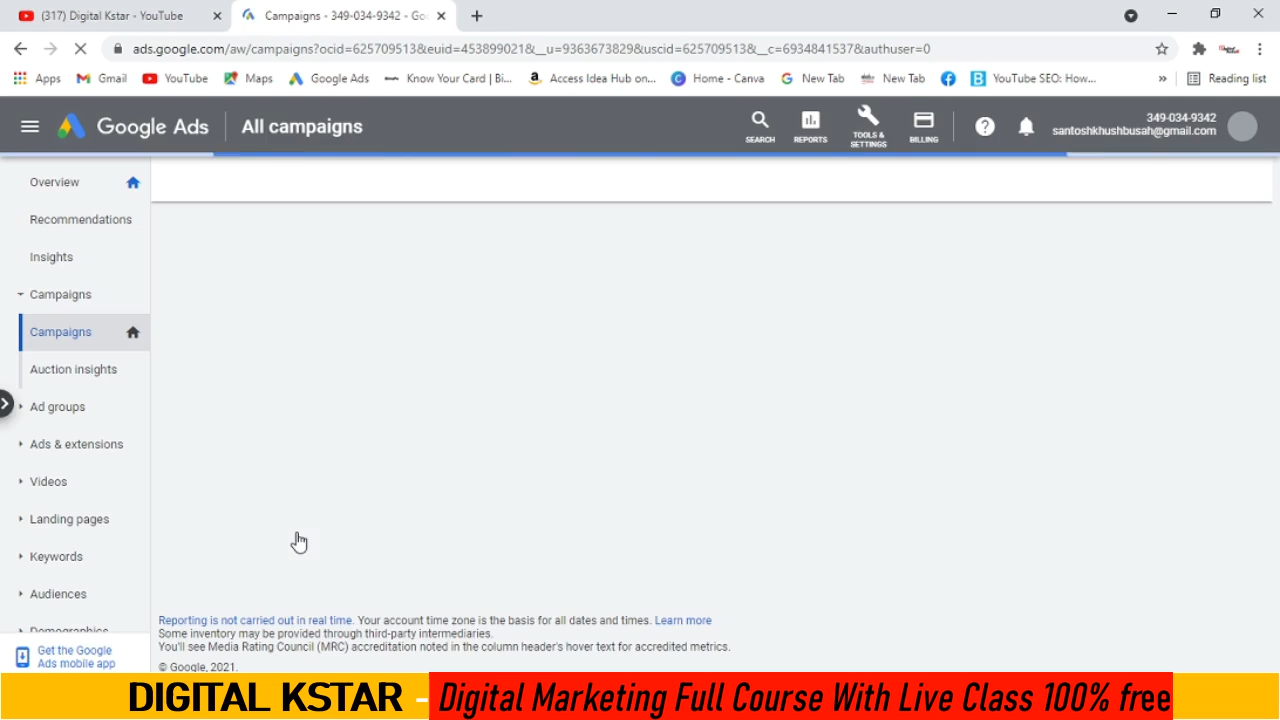 (317) Digital Kstar - YouTube
Campaigns - 349-034-9342 - Goo
ads.google.com/aw/campaigns?ocid=625709513&euid=453899021&__u=9363673829&uscid=625709513&__c=6934841537&authuser=0
Apps Gmail YouTube Maps Google Ads Know Your Card | Bi... Access Idea Hub on... Home - Canva New Tab New Tab YouTube SEO: How... » Reading list
Google Ads All campaigns
SEARCH REPORTS TOOLS & SETTINGS BILLING
349-034-9342
santoshkhushbusah@gmail.com
Overview
Recommendations
Insights
Campaigns
Campaigns
Auction insights
Ad groups
Ads & extensions
Videos
Landing pages
Keywords
Audiences
Demographics
Get the Google
Ads mobile app
Reporting is not carried out in real time. Your account time zone is the basis for all dates and times. Learn more
Some inventory may be provided through third-party intermediaries.
You'll see Media Rating Council (MRC) accreditation noted in the column header's hover text for accredited metrics.
© Google, 2021.
DIGITAL KSTAR - Digital Marketing Full Course With Live Class 100% free